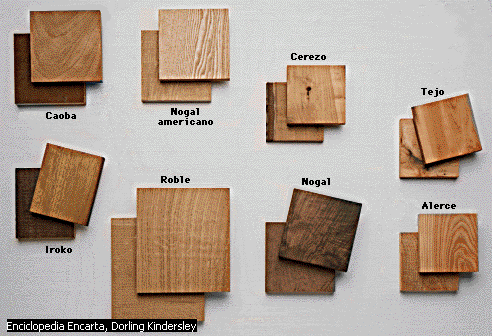 Caoba
Nogal
americano
Cerezo
Tejo
Iroko
Roble
Nogal
Alerce
Enciclopedia Encarta, Dorling Kindersley